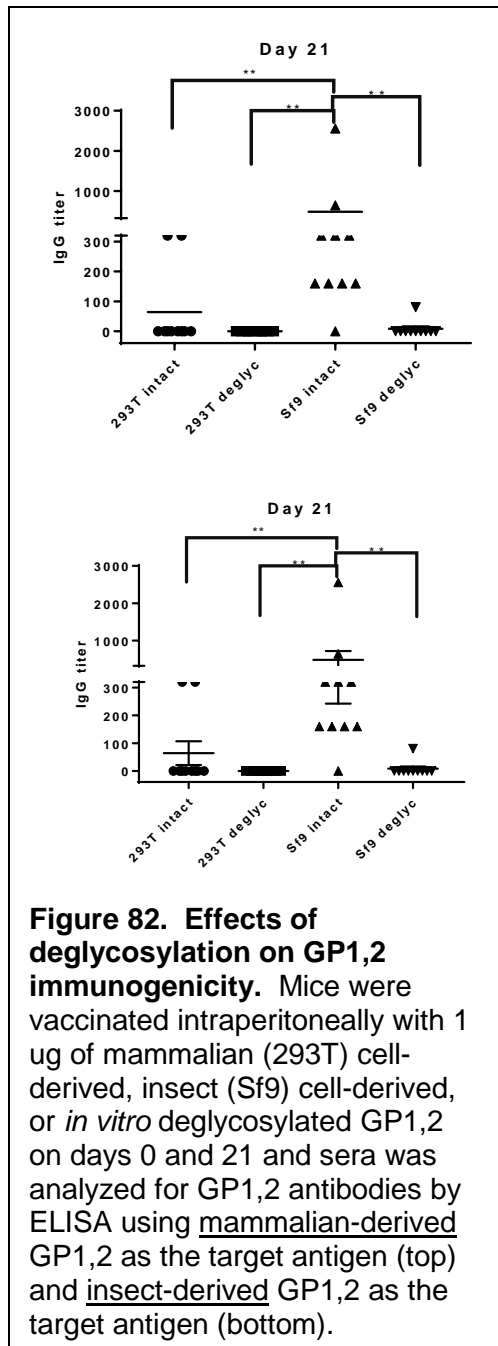 Day 21
**
**
**
3000
2000
1000
300
200
100
0
IgG titer
293T intact
293T deglyc
Sf9 intact
Sf9 deglyc
Day 21
**
**
**
3000
2000
1000
300
200
100
0
IgG titer
293T intact
293T deglyc
Sf9 intact
Sf9 deglyc
Figure 82. Effects of
deglycosylation on GP1,2
immunogenicity. Mice were
vaccinated intraperitoneally with 1
ug of mammalian (293T) cell-
derived, insect (Sf9) cell-derived,
or in vitro deglycosylated GP1,2
on days 0 and 21 and sera was
analyzed for GP1,2 antibodies by
ELISA using mammalian-derived
GP1,2 as the target antigen (top)
and insect-derived GP1,2 as the
target antigen (bottom).